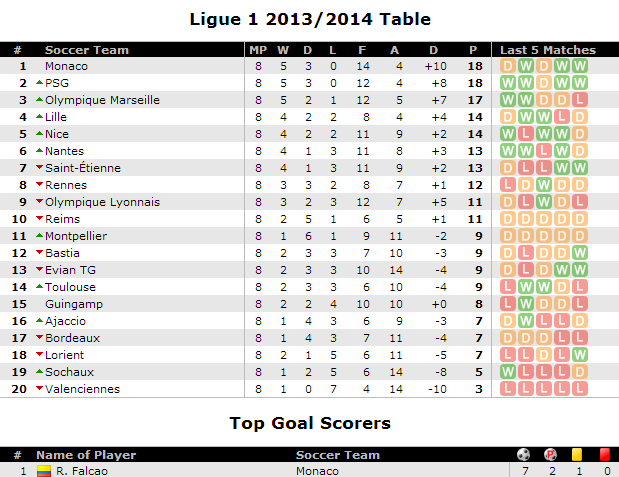 Ligue 1 2013/2014 Table
# Soccer Team MP W D L F A D P Last 5 Matches
1 Monaco 8 5 3 0 14 4 +10 18 D W D W W
2 PSG 8 5 3 0 12 4 +8 18 W W D W W
3 Olympique Marseille 8 5 2 1 12 5 +7 17 W W D D L
4 Lille 8 4 2 2 8 4 +4 14 D W W L D
5 Nice 8 4 2 2 11 9 +2 14 W L W W D
6 Nantes 8 4 1 3 11 8 +3 13 W W L W D
7 Saint-Étienne 8 4 1 3 11 9 +2 13 D L L W W
8 Rennes 8 3 3 2 8 7 +1 12 L D W D D
9 Olympique Lyonnais 8 3 2 3 12 7 +5 11 D L W D L
10 Reims 8 2 5 1 6 5 +1 11 D D W D D
11 Montpellier 8 1 6 1 9 11 -2 9 D D D D D
12 Bastia 8 2 3 3 7 10 -3 9 D L D D W
13 Evian TG 8 2 3 3 10 14 -4 9 D L D W W
14 Toulouse 8 2 3 3 6 10 -4 9 L W W D L
15 Guingamp 8 2 2 4 10 10 +0 8 L W D D L
16 Ajaccio 8 1 4 3 6 9 -3 7 D W L L D
17 Bordeaux 8 1 4 3 7 11 -4 7 D D D L L
18 Lorient 8 2 1 5 6 11 -5 7 L L D L W
19 Sochaux 8 1 2 5 6 14 -8 5 W L L L D
20 Valenciennes 8 1 0 7 4 14 -10 3 L L L L L
Top Goal Scorers
# Name of Player Soccer Team P
1 R. Falcao Monaco 7 2 1 0